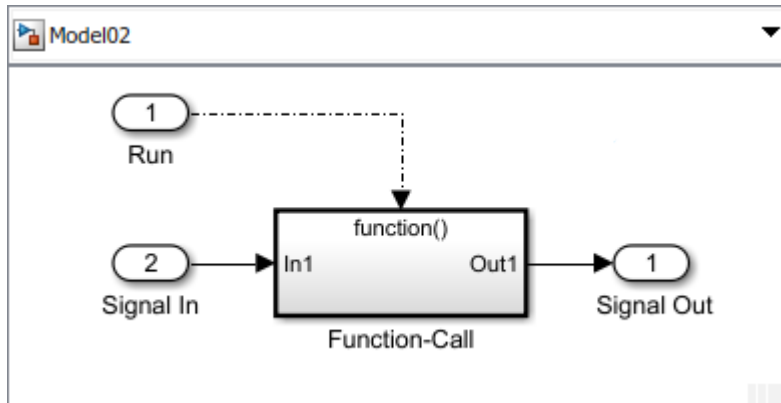 Model02
1
Run
function()
2
In1
Out1
1
Signal In
Signal Out
Function-Call